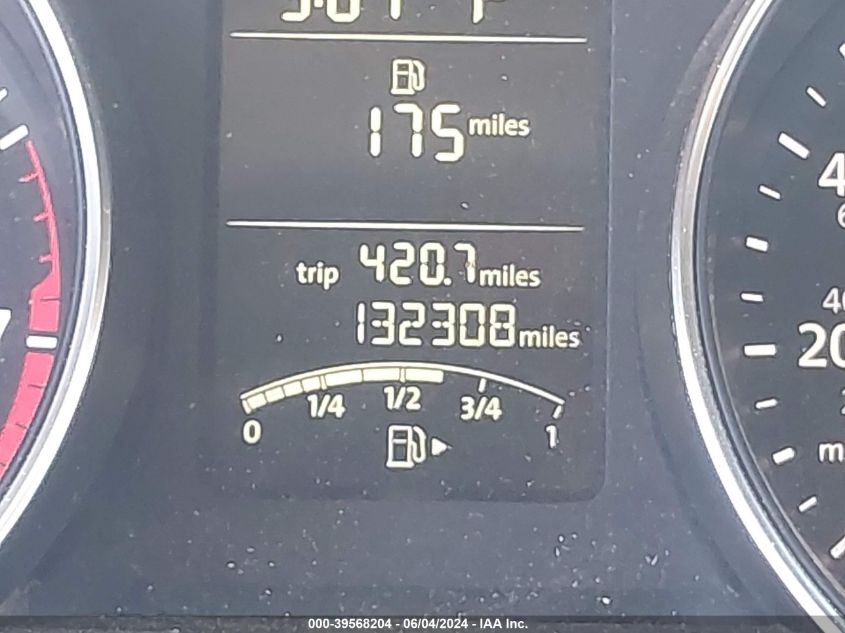 175 miles
trip 420.7 miles
132308 miles
0 1/4 1/2 3/4 1
20
000-39568204 - 06/04/2024 - IAA Inc.